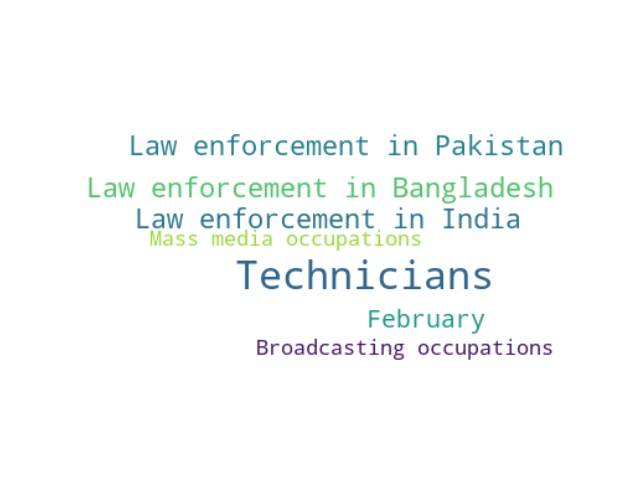 Law enforcement in Pakistan
Law enforcement in Bangladesh
Law enforcement in India
Mass media occupations
Technicians
February
Broadcasting occupations